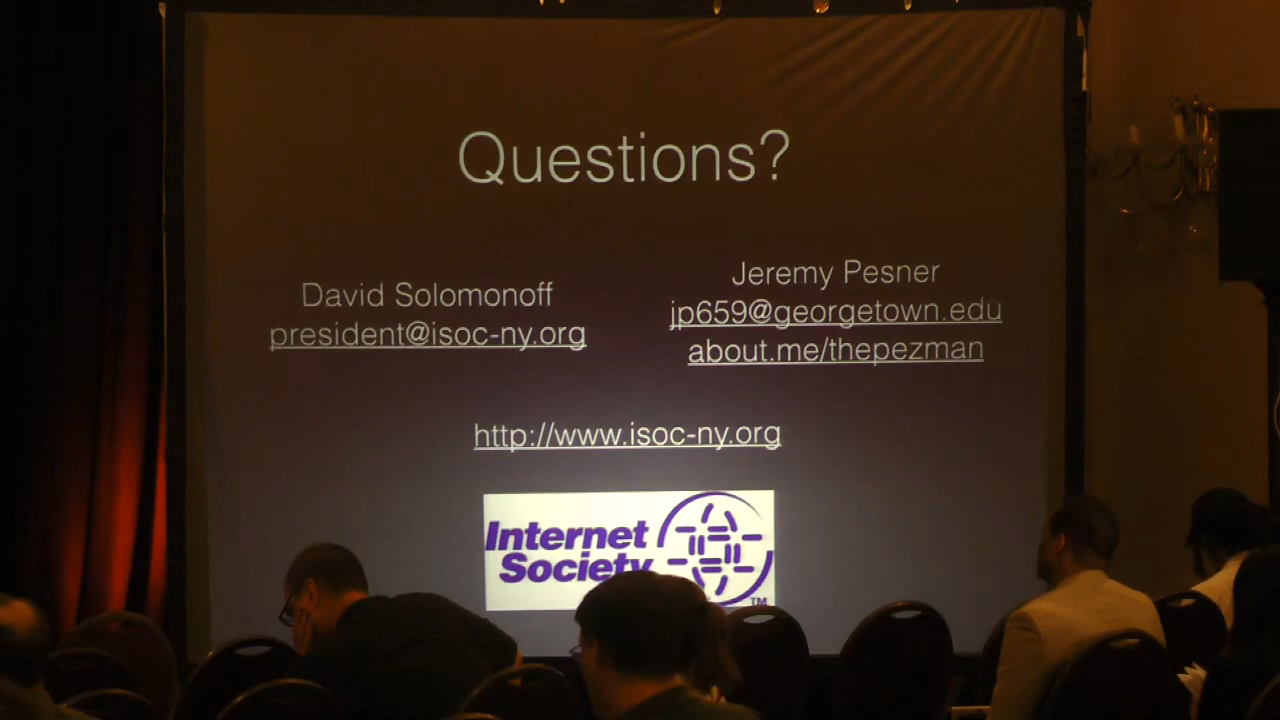 Questions?
David Solomonoff
president@isoc-ny.org
Jeremy Pesner
jp659@georgetown.edu
about.me/thepezman
http://www.isoc-ny.org
Internet
Society
TM